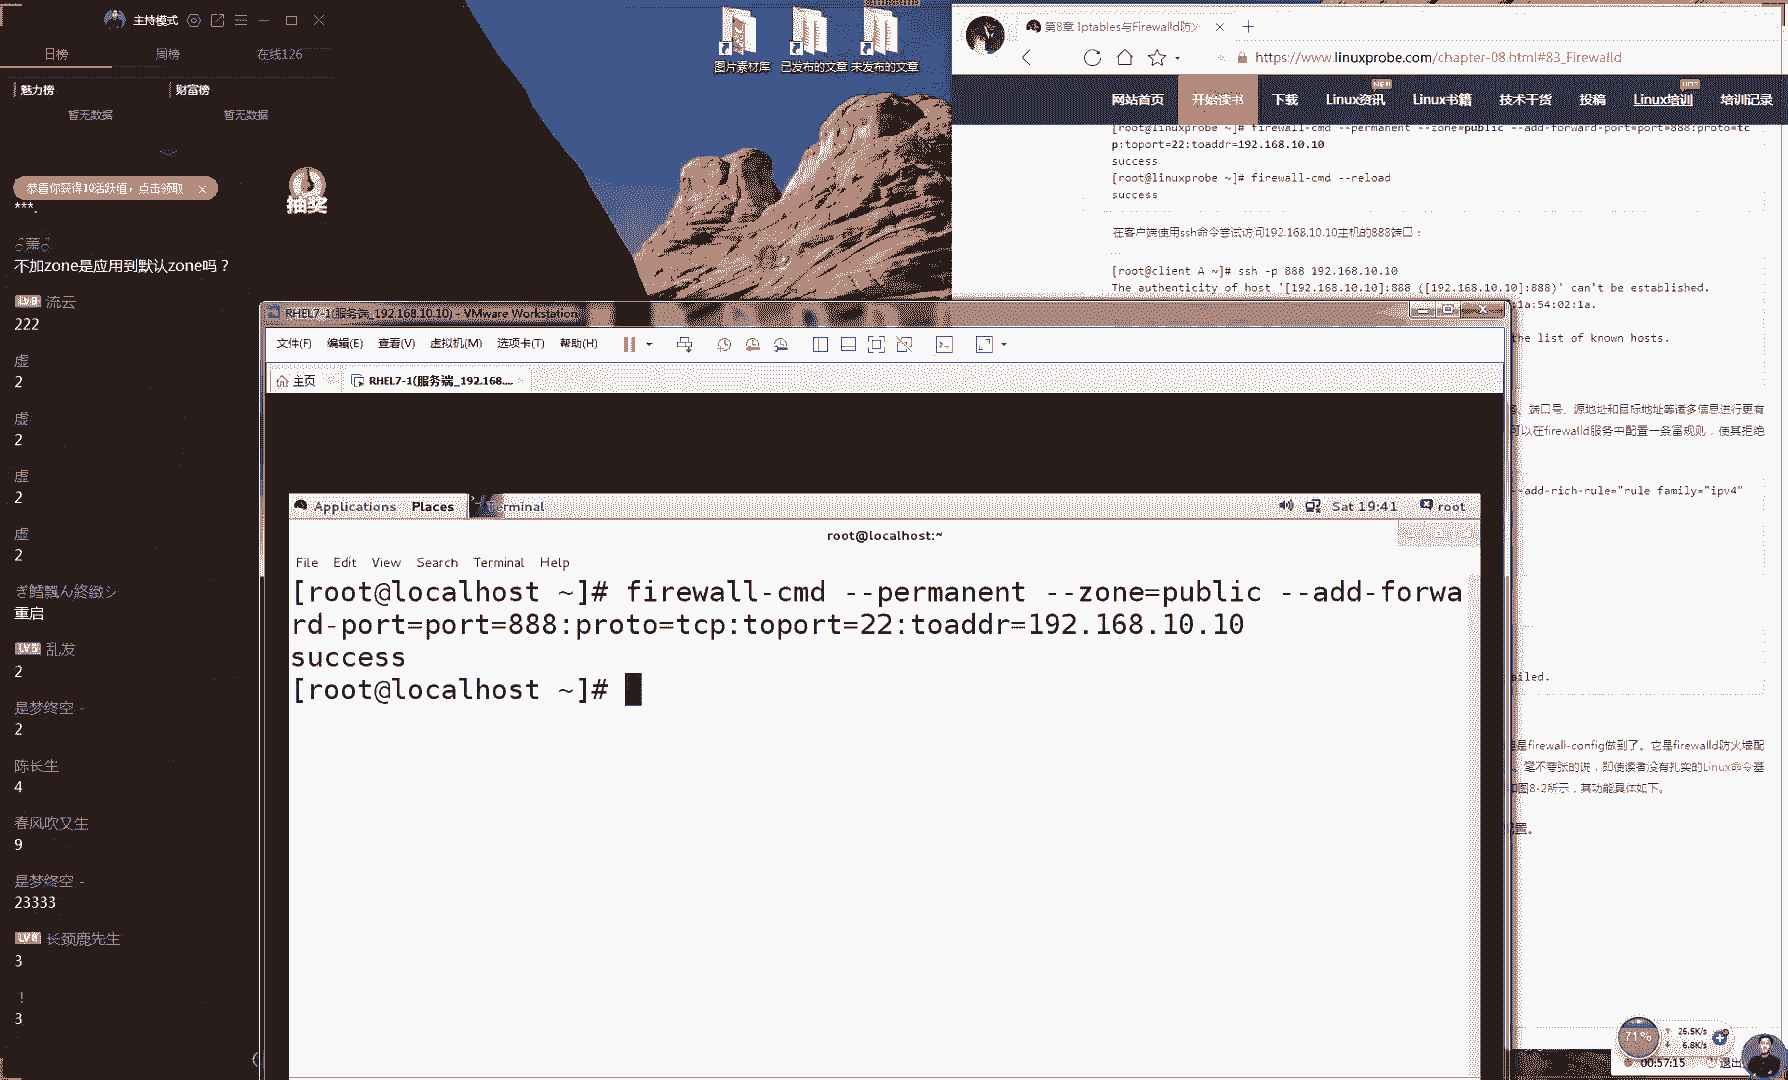 主持模式
日榜 周榜 在线126
魅力榜 财富榜
暂无数据 暂无数据
恭喜你获得10活跃值，点击领取
***.
抽奖
萧
不加zone是应用到默认zone吗？
流云
222
虚
2
虚
2
虚
2
虚
2
重启
LV.5 乱发
2
是梦终空 -
2
陈长生
4
春风吹又生
9
是梦终空 -
23333
长颈鹿先生
3
！
3
图片素材库 已发布的文章 未发布的文章
第8章 Iptables与Firewalld防火
https://www.linuxprobe.com/chapter-08.html#83_Firewalld
网站首页 开始读书 下载 Linux资讯 Linux书籍 技术干货 投稿 Linux培训 培训记录
NEW HOT
[root@linuxprobe ~]# firewall-cmd --permanent --zone=public --add-forward-port=port=888:proto=tc
p:toport=22:toaddr=192.168.10.10
success
[root@linuxprobe ~]# firewall-cmd --reload
success
在客户端使用ssh命令尝试访问192.168.10.10主机的888端口：
[root@client A ~]# ssh -p 888 192.168.10.10
The authenticity of host '[192.168.10.10]:888 ([192.168.10.10]:888)' can't be established.
1a:54:02:1a.
he list of known hosts.
、端口号、源地址和目标地址等诸多信息进行更有
可以在firewalld服务中配置一条富规则，使其拒绝
--add-rich-rule="rule family="ipv4"
ailed.
是firewall-config做到了。它是firewalld防火墙配
毫不夸张的说，即使读者没有扎实的Linux命令基
如图8-2所示，其功能具体如下。
置。
RHEL7-1(服务端_192.168.10.10) - VMware Workstation
文件(F) 编辑(E) 查看(V) 虚拟机(M) 选项卡(T) 帮助(H)
主页 RHEL7-1(服务端_192.168....
Applications Places Terminal Sat 19:41 root
root@localhost:~
File Edit View Search Terminal Help
[root@localhost ~]# firewall-cmd --permanent --zone=public --add-forwa
rd-port=port=888:proto=tcp:toport=22:toaddr=192.168.10.10
success
[root@localhost ~]#
71% 26.5K/s
6.8K/s
00:57:15 退出